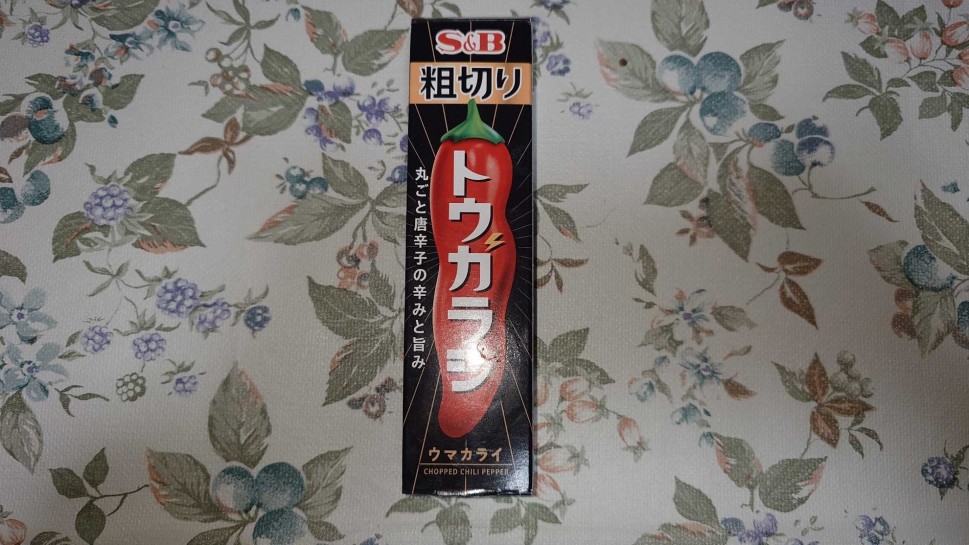 S&B
粗切り
トウガラシ
丸ごと唐辛子の辛みと旨み
ウマカライ
CHOPPED CHILI PEPPER